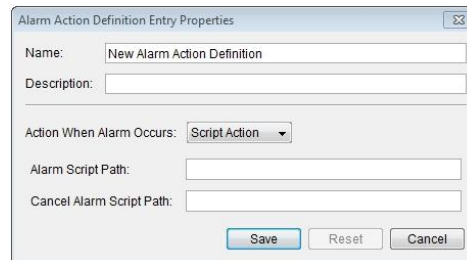 Alarm Action Definition Entry Properties
Name: New Alarm Action Definition
Description:
Action When Alarm Occurs: Script Action
Alarm Script Path:
Cancel Alarm Script Path:
Save Reset Cancel